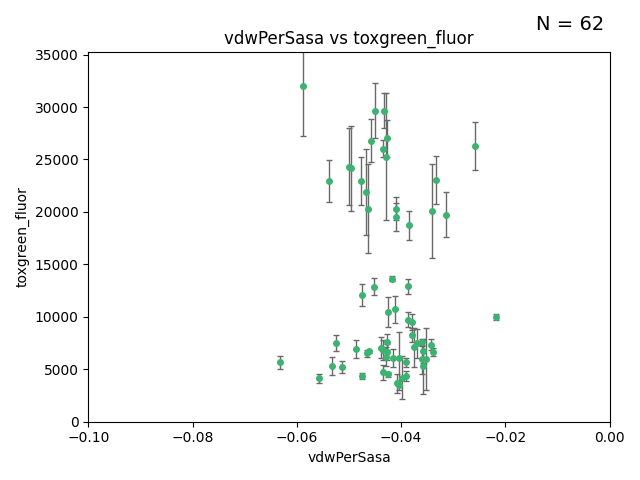 N = 62
vdwPerSasa vs toxgreen_fluor
toxgreen_fluor
35000
30000
25000
20000
15000
10000
5000
0
−0.10 −0.08 −0.06 −0.04 −0.02 0.00
vdwPerSasa